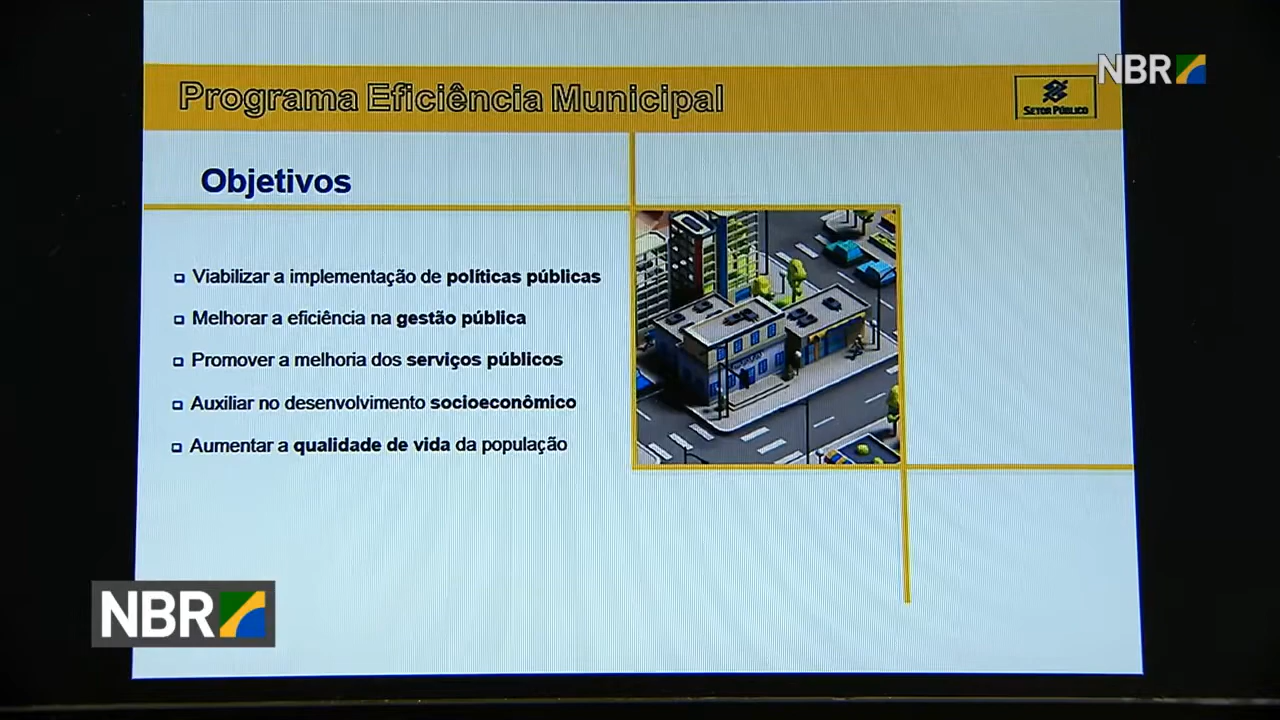 NBR
Programa Eficiência Municipal
SETOR PÚBLICO
Objetivos
Viabilizar a implementação de políticas públicas
Melhorar a eficiência na gestão pública
Promover a melhoria dos serviços públicos
Auxiliar no desenvolvimento socioeconômico
Aumentar a qualidade de vida da população
NBR